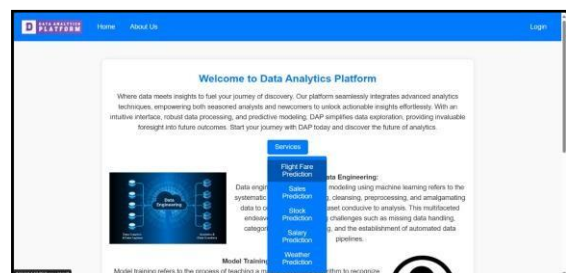 DATA ANALYTICS
PLATFORM
Home
About Us
Login
Welcome to Data Analytics Platform
Where data meets insights to fuel your journey of discovery. Our platform seamlessly integrates advanced analytics
techniques, empowering both seasoned analysts and newcomers to unlock actionable insights effortlessly. With an
intuitive interface, robust data processing, and predictive modeling, DAP simplifies data exploration, providing invaluable
foresight into future outcomes. Start your journey with DAP today and discover the future of analytics.
Services
Flight Fare
Prediction
Sales
Prediction
Stock
Prediction
Salary
Prediction
Weather
Prediction
Data
Engineering
ata Engineering:
Data engin modeling using machine learning refers to the
systematic , cleansing, preprocessing, and amalgamating
data to c set conducive to analysis. This multifaceted
endeav challenges such as missing data handling,
categori g, and the establishment of automated data
pipelines.
Model Training
Model training refers to the process of teaching a m rithm to recognize